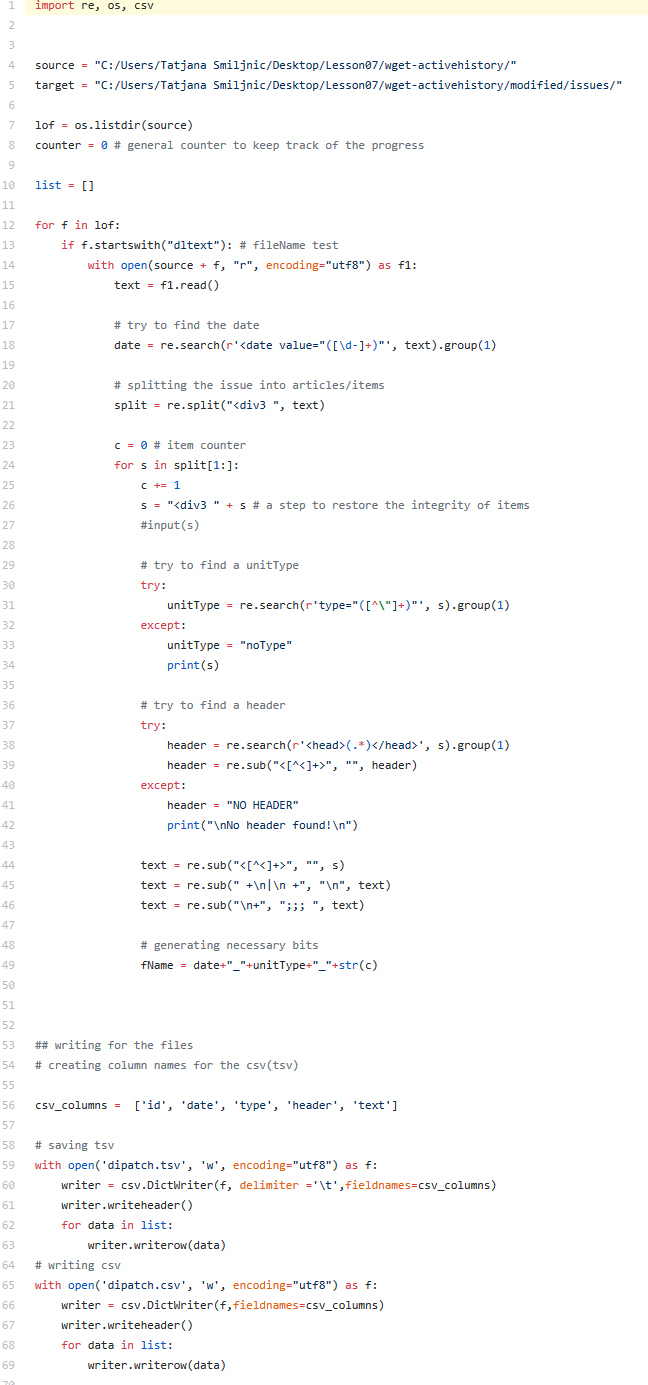 1 import re, os, csv
2
3
4 source = "C:/Users/Tatjana Smiljnic/Desktop/Lesson07/wget-activehistory/"
5 target = "C:/Users/Tatjana Smiljnic/Desktop/Lesson07/wget-activehistory/modified/issues/"
6
7 lof = os.listdir(source)
8 counter = 0 # general counter to keep track of the progress
9
10 list = []
11
12 for f in lof:
13     if f.startswith("dltext"): # fileName test
14         with open(source + f, "r", encoding="utf8") as f1:
15             text = f1.read()
16
17             # try to find the date
18             date = re.search(r'<date value="([\d-]+)"', text).group(1)
19
20             # splitting the issue into articles/items
21             split = re.split("<div3 ", text)
22
23             c = 0 # item counter
24             for s in split[1:]:
25                 c += 1
26                 s = "<div3 " + s # a step to restore the integrity of items
27                 #input(s)
28
29                 # try to find a unitType
30                 try:
31                     unitType = re.search(r'type="([^\"]+)"', s).group(1)
32                 except:
33                     unitType = "noType"
34                     print(s)
35
36                 # try to find a header
37                 try:
38                     header = re.search(r'<head>(.*)</head>', s).group(1)
39                     header = re.sub("<[^<]+>", "", header)
40                 except:
41                     header = "NO HEADER"
42                     print("\nNo header found!\n")
43
44                 text = re.sub("<[^<]+>", "", s)
45                 text = re.sub(" +\n|\n +", "\n", text)
46                 text = re.sub("\n+", ";;; ", text)
47
48                 # generating necessary bits
49                 fName = date+"_"+unitType+"_"+str(c)
50
51
52
53 ## writing for the files
54 # creating column names for the csv(tsv)
55
56 csv_columns =  ['id', 'date', 'type', 'header', 'text']
57
58 # saving tsv
59 with open('dipatch.tsv', 'w', encoding="utf8") as f:
60     writer = csv.DictWriter(f, delimiter ='\t',fieldnames=csv_columns)
61     writer.writeheader()
62     for data in list:
63         writer.writerow(data)
64 # writing csv
65 with open('dipatch.csv', 'w', encoding="utf8") as f:
66     writer = csv.DictWriter(f,fieldnames=csv_columns)
67     writer.writeheader()
68     for data in list:
69         writer.writerow(data)